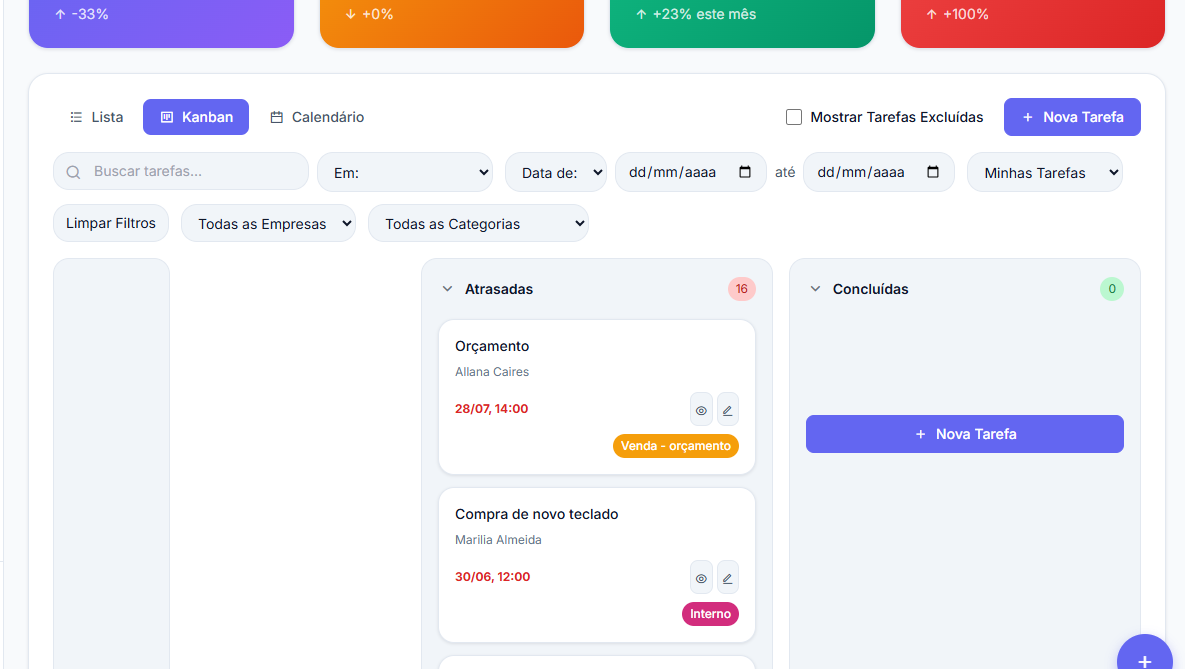 ↑ -33%
↓ +0%
↑ +23% este mês
↑ +100%
Lista
Kanban
Calendário
Mostrar Tarefas Excluídas
+ Nova Tarefa
Buscar tarefas...
Em:
Data de:
dd/mm/aaaa
até
dd/mm/aaaa
Minhas Tarefas
Limpar Filtros
Todas as Empresas
Todas as Categorias
Atrasadas
16
Orçamento
Allana Caires
28/07, 14:00
Venda - orçamento
Compra de novo teclado
Marilia Almeida
30/06, 12:00
Interno
Concluídas
0
+ Nova Tarefa
+